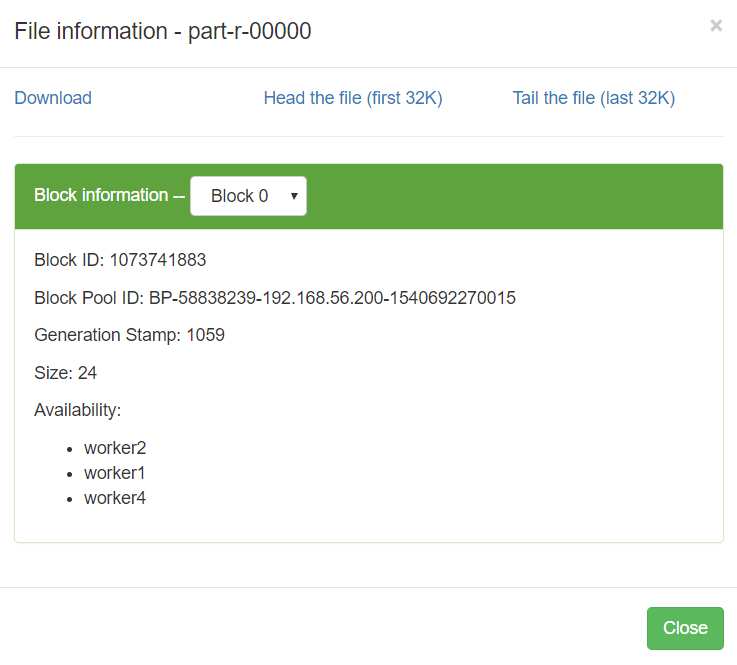 File information - part-r-00000
×
Download Head the file (first 32K) Tail the file (last 32K)
Block information -- Block 0
Block ID: 1073741883
Block Pool ID: BP-58838239-192.168.56.200-1540692270015
Generation Stamp: 1059
Size: 24
Availability:
worker2
worker1
worker4
Close